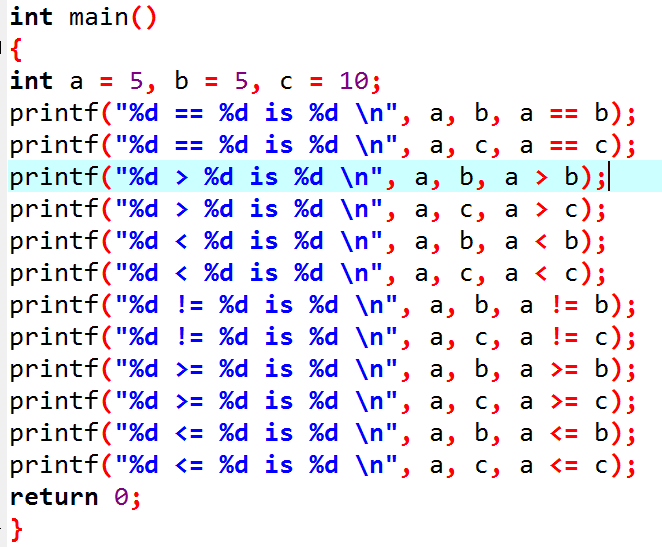 int main()
{
int a = 5, b = 5, c = 10;
printf("%d == %d is %d \n", a, b, a == b);
printf("%d == %d is %d \n", a, c, a == c);
printf("%d > %d is %d \n", a, b, a > b);
printf("%d > %d is %d \n", a, c, a > c);
printf("%d < %d is %d \n", a, b, a < b);
printf("%d < %d is %d \n", a, c, a < c);
printf("%d != %d is %d \n", a, b, a != b);
printf("%d != %d is %d \n", a, c, a != c);
printf("%d >= %d is %d \n", a, b, a >= b);
printf("%d >= %d is %d \n", a, c, a >= c);
printf("%d <= %d is %d \n", a, b, a <= b);
printf("%d <= %d is %d \n", a, c, a <= c);
return 0;
}